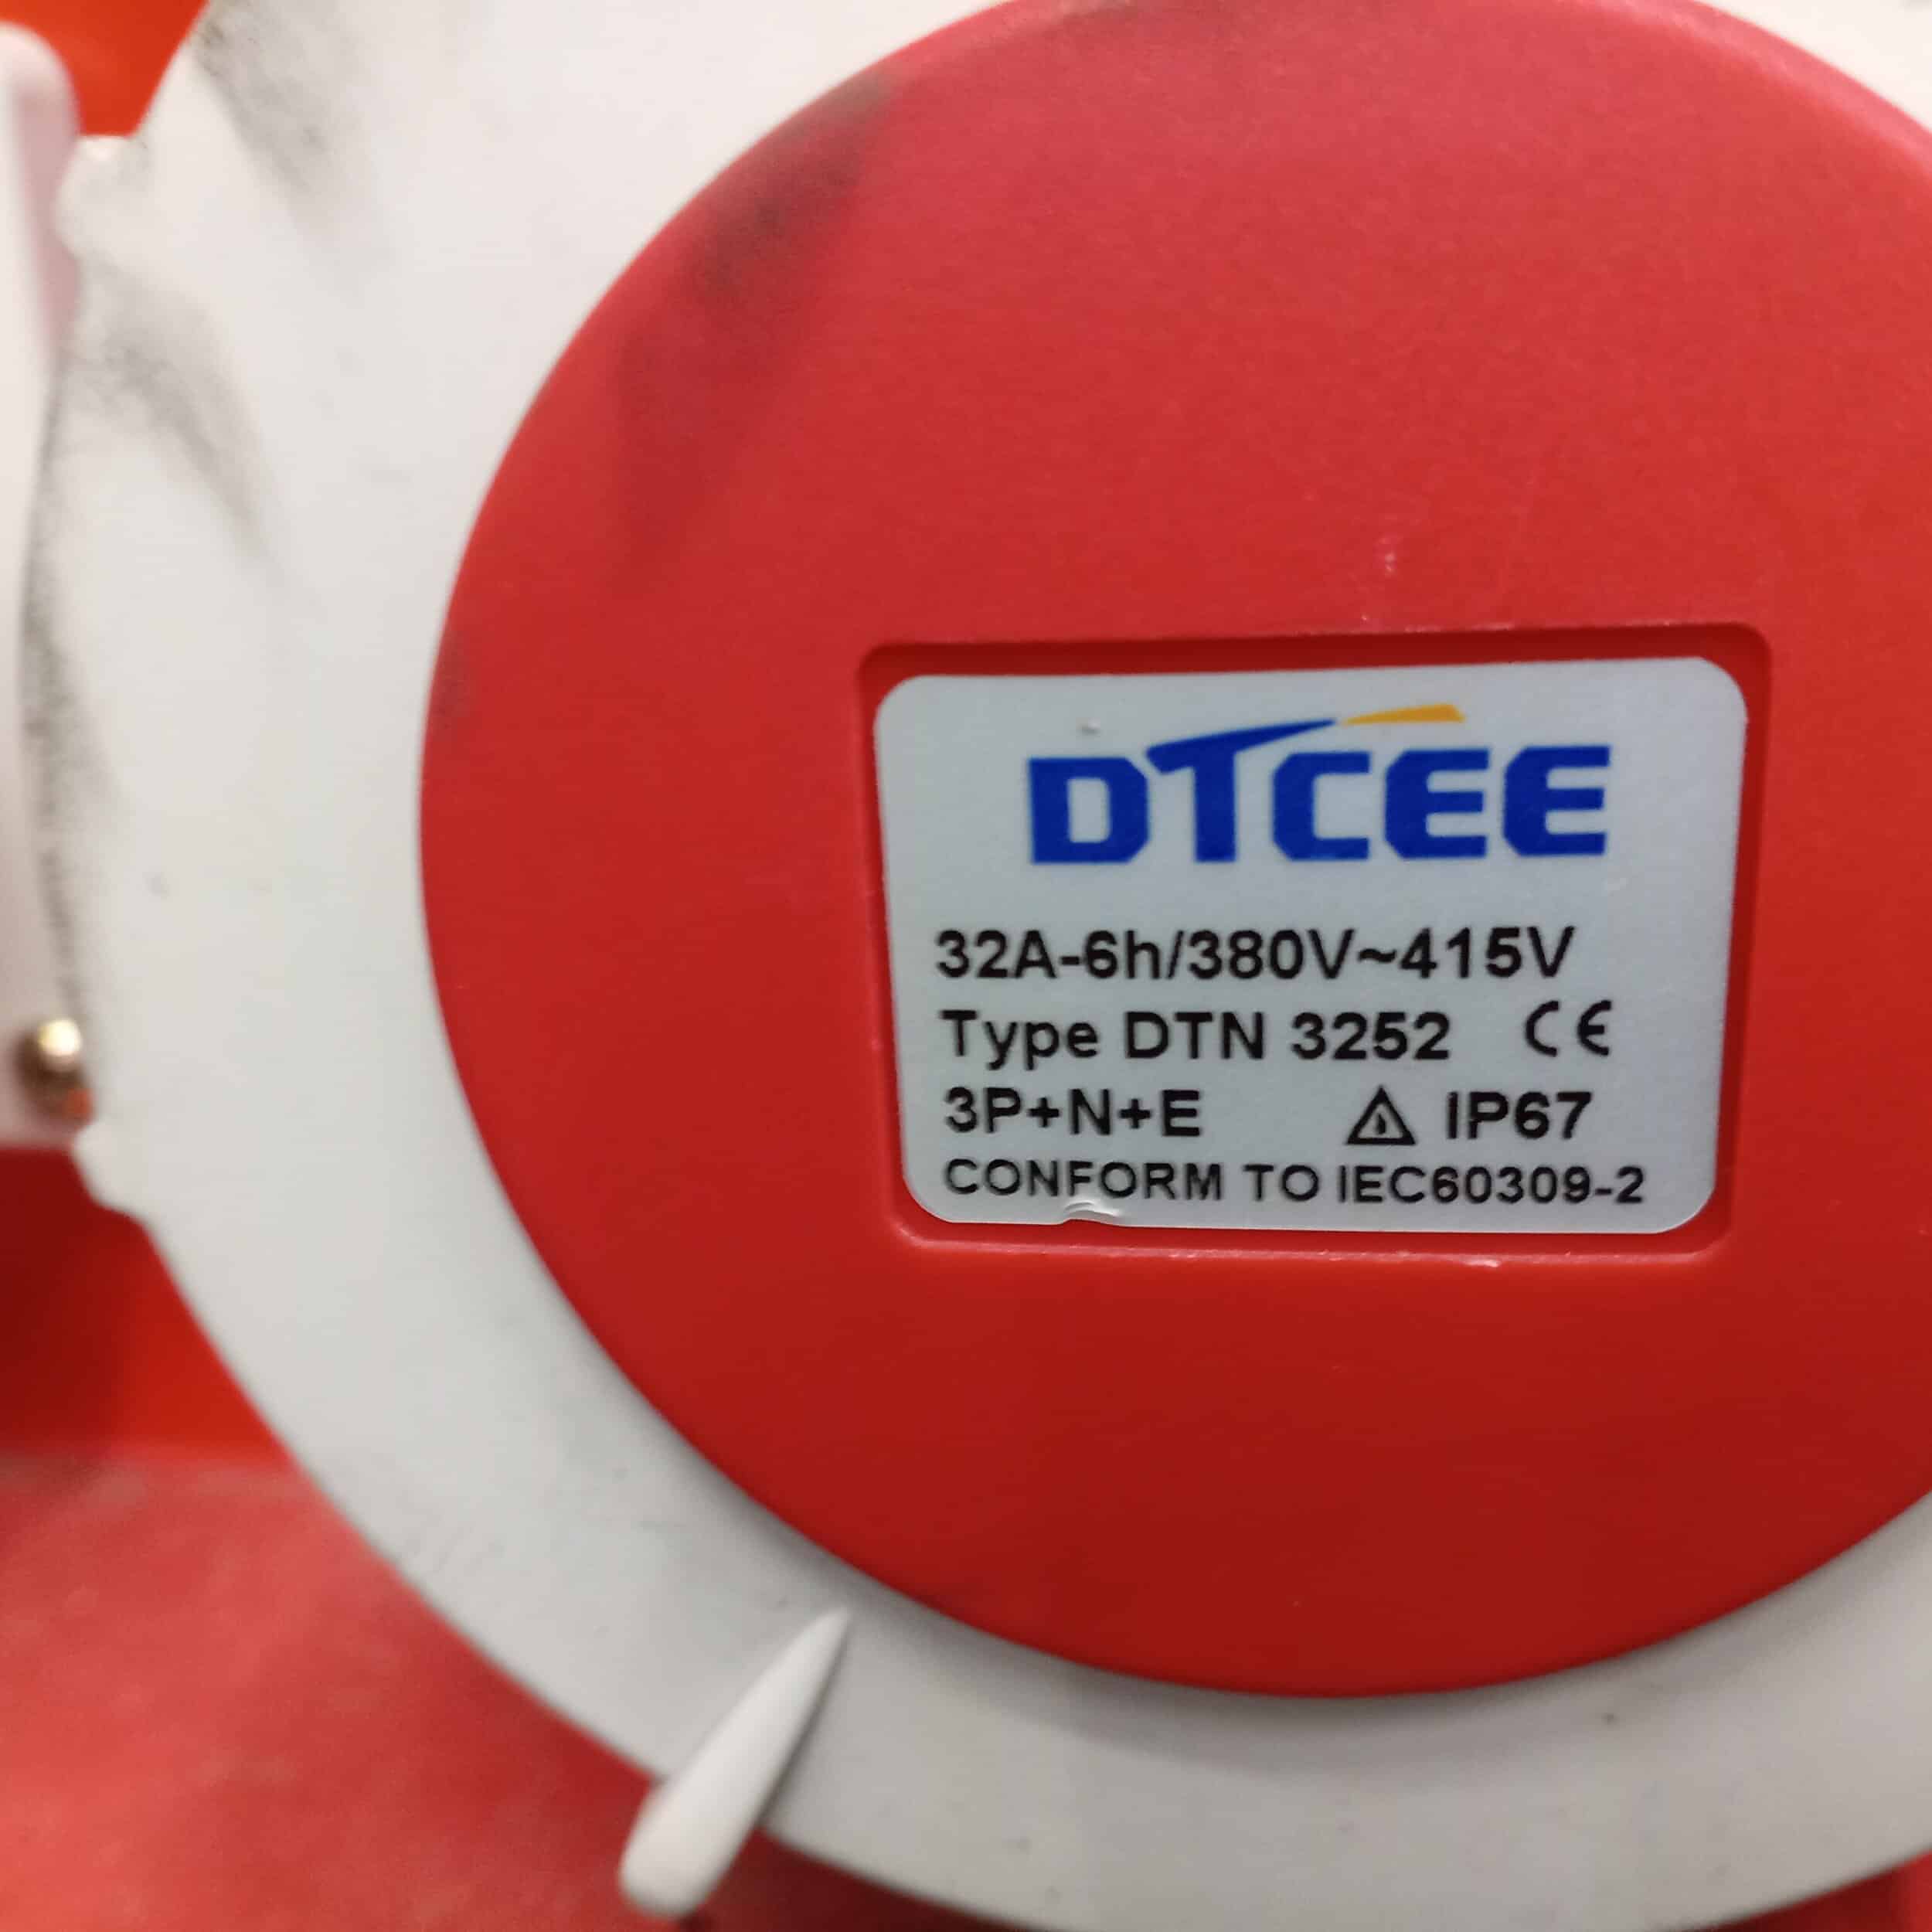 DTCEE
32A-6h/380V~415V
Type DTN 3252 CE
3P+N+E IP67
CONFORM TO IEC60309-2